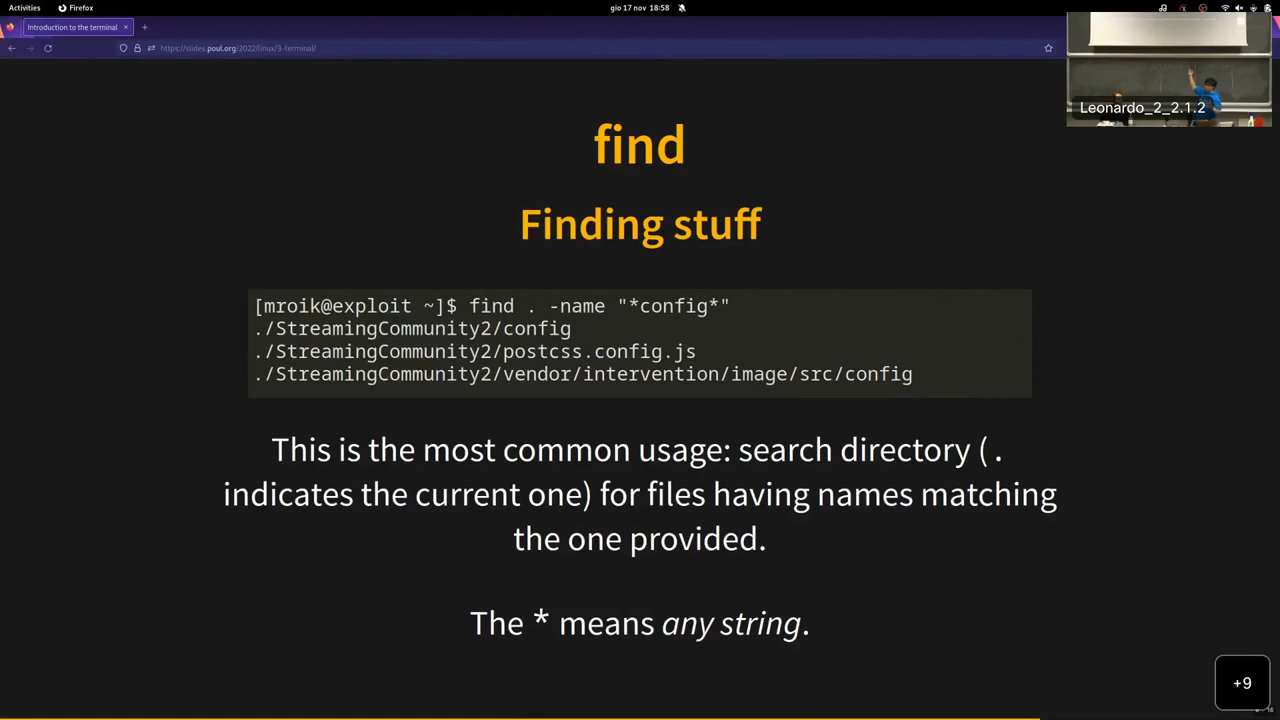 Activities
Firefox
gio 17 nov 18:58
Introduction to the terminal
https://slides.poul.org/2022/linux/3-terminal/
Leonardo_2_2.1.2
find
Finding stuff
[mroik@exploit ~]$ find . -name "*config*"
./StreamingCommunity2/config
./StreamingCommunity2/postcss.config.js
./StreamingCommunity2/vendor/intervention/image/src/config
This is the most common usage: search directory ( .
indicates the current one) for files having names matching
the one provided.
The * means any string.
+9